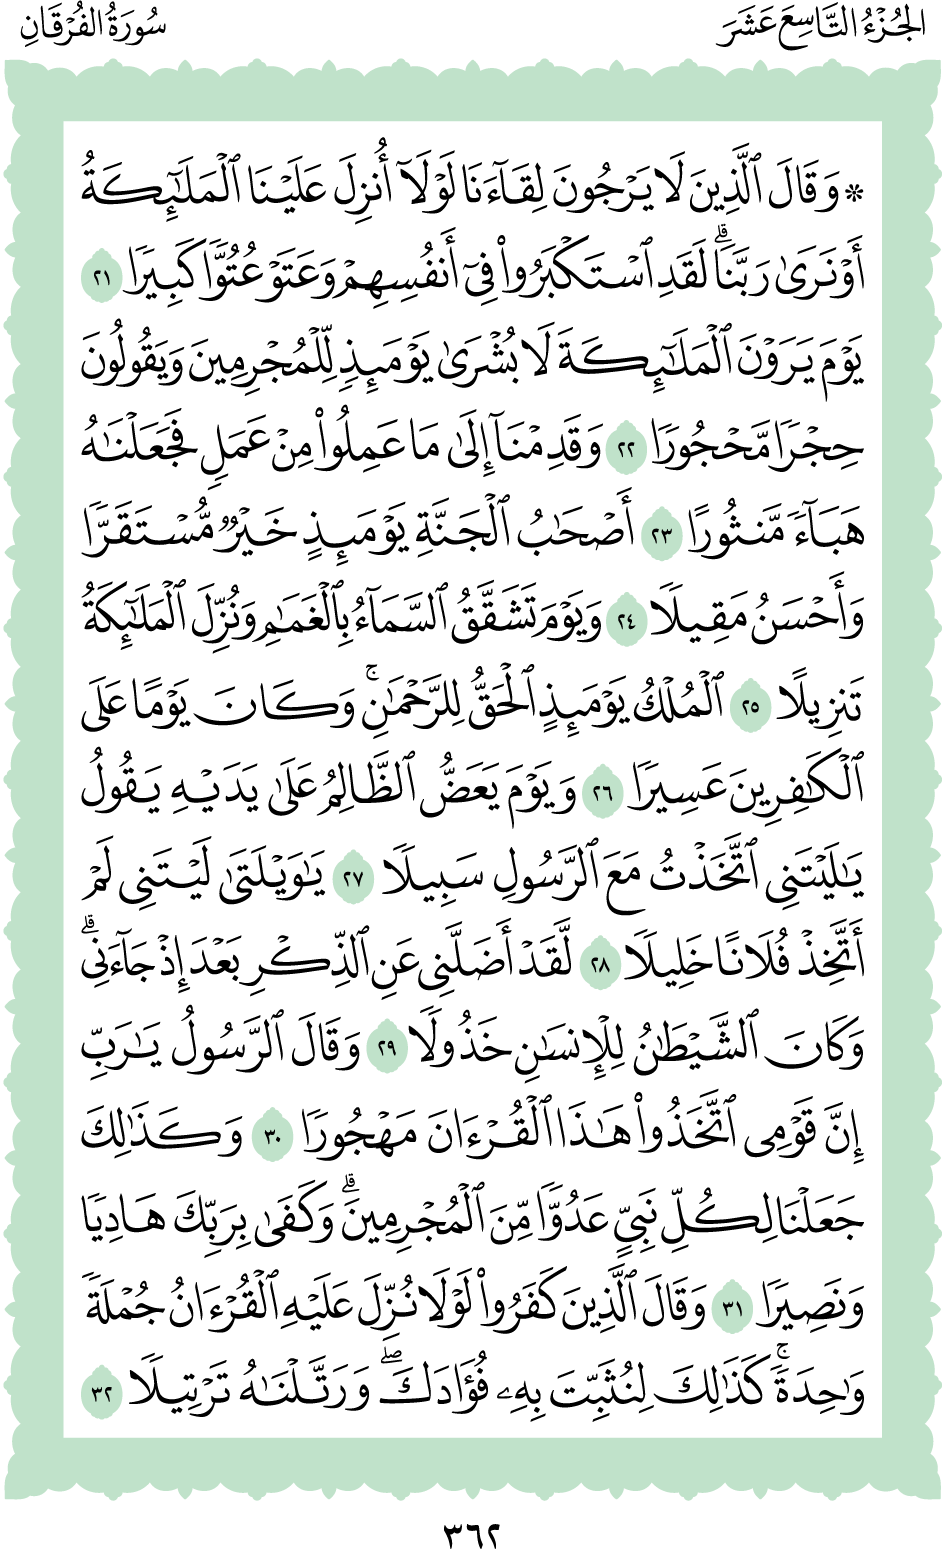 الجُزْءُ التَّاسِعَ عَشَرَ
سُورَةُ الفُرْقَانِ
۞ وَقَالَ ٱلَّذِينَ لَا يَرْجُونَ لِقَآءَنَا لَوْلَآ أُنزِلَ عَلَيْنَا ٱلْمَلَٰٓئِكَةُ
أَوْ نَرَىٰ رَبَّنَاۗ لَقَدِ ٱسْتَكْبَرُوا۟ فِىٓ أَنفُسِهِمْ وَعَتَوْ عُتُوًّا كَبِيرًا ٢١
يَوْمَ يَرَوْنَ ٱلْمَلَٰٓئِكَةَ لَا بُشْرَىٰ يَوْمَئِذٍ لِّلْمُجْرِمِينَ وَيَقُولُونَ
حِجْرًا مَّحْجُورًا ٢٢ وَقَدِمْنَآ إِلَىٰ مَا عَمِلُوا۟ مِنْ عَمَلٍ فَجَعَلْنَٰهُ
هَبَآءً مَّنثُورًا ٢٣ أَصْحَٰبُ ٱلْجَنَّةِ يَوْمَئِذٍ خَيْرٌ مُّسْتَقَرًّا
وَأَحْسَنُ مَقِيلًا ٢٤ وَيَوْمَ تَشَقَّقُ ٱلسَّمَآءُ بِٱلْغَمَٰمِ وَنُزِّلَ ٱلْمَلَٰٓئِكَةُ
تَنزِيلًا ٢٥ ٱلْمُلْكُ يَوْمَئِذٍ ٱلْحَقُّ لِلرَّحْمَٰنِۚ وَكَانَ يَوْمًا عَلَى
ٱلْكَٰفِرِينَ عَسِيرًا ٢٦ وَيَوْمَ يَعَضُّ ٱلظَّالِمُ عَلَىٰ يَدَيْهِ يَقُولُ
يَٰلَيْتَنِى ٱتَّخَذْتُ مَعَ ٱلرَّسُولِ سَبِيلًا ٢٧ يَٰوَيْلَتَىٰ لَيْتَنِى لَمْ
أَتَّخِذْ فُلَانًا خَلِيلًا ٢٨ لَّقَدْ أَضَلَّنِى عَنِ ٱلذِّكْرِ بَعْدَ إِذْ جَآءَنِىۗ
وَكَانَ ٱلشَّيْطَٰنُ لِلْإِنسَٰنِ خَذُولًا ٢٩ وَقَالَ ٱلرَّسُولُ يَٰرَبِّ
إِنَّ قَوْمِى ٱتَّخَذُوا۟ هَٰذَا ٱلْقُرْءَانَ مَهْجُورًا ٣٠ وَكَذَٰلِكَ
جَعَلْنَا لِكُلِّ نَبِىٍّ عَدُوًّا مِّنَ ٱلْمُجْرِمِينَۗ وَكَفَىٰ بِرَبِّكَ هَادِيًا
وَنَصِيرًا ٣١ وَقَالَ ٱلَّذِينَ كَفَرُوا۟ لَوْلَا نُزِّلَ عَلَيْهِ ٱلْقُرْءَانُ جُمْلَةً
وَٰحِدَةًۚ كَذَٰلِكَ لِنُثَبِّتَ بِهِۦ فُؤَادَكَۖ وَرَتَّلْنَٰهُ تَرْتِيلًا ٣٢
٣٦٢